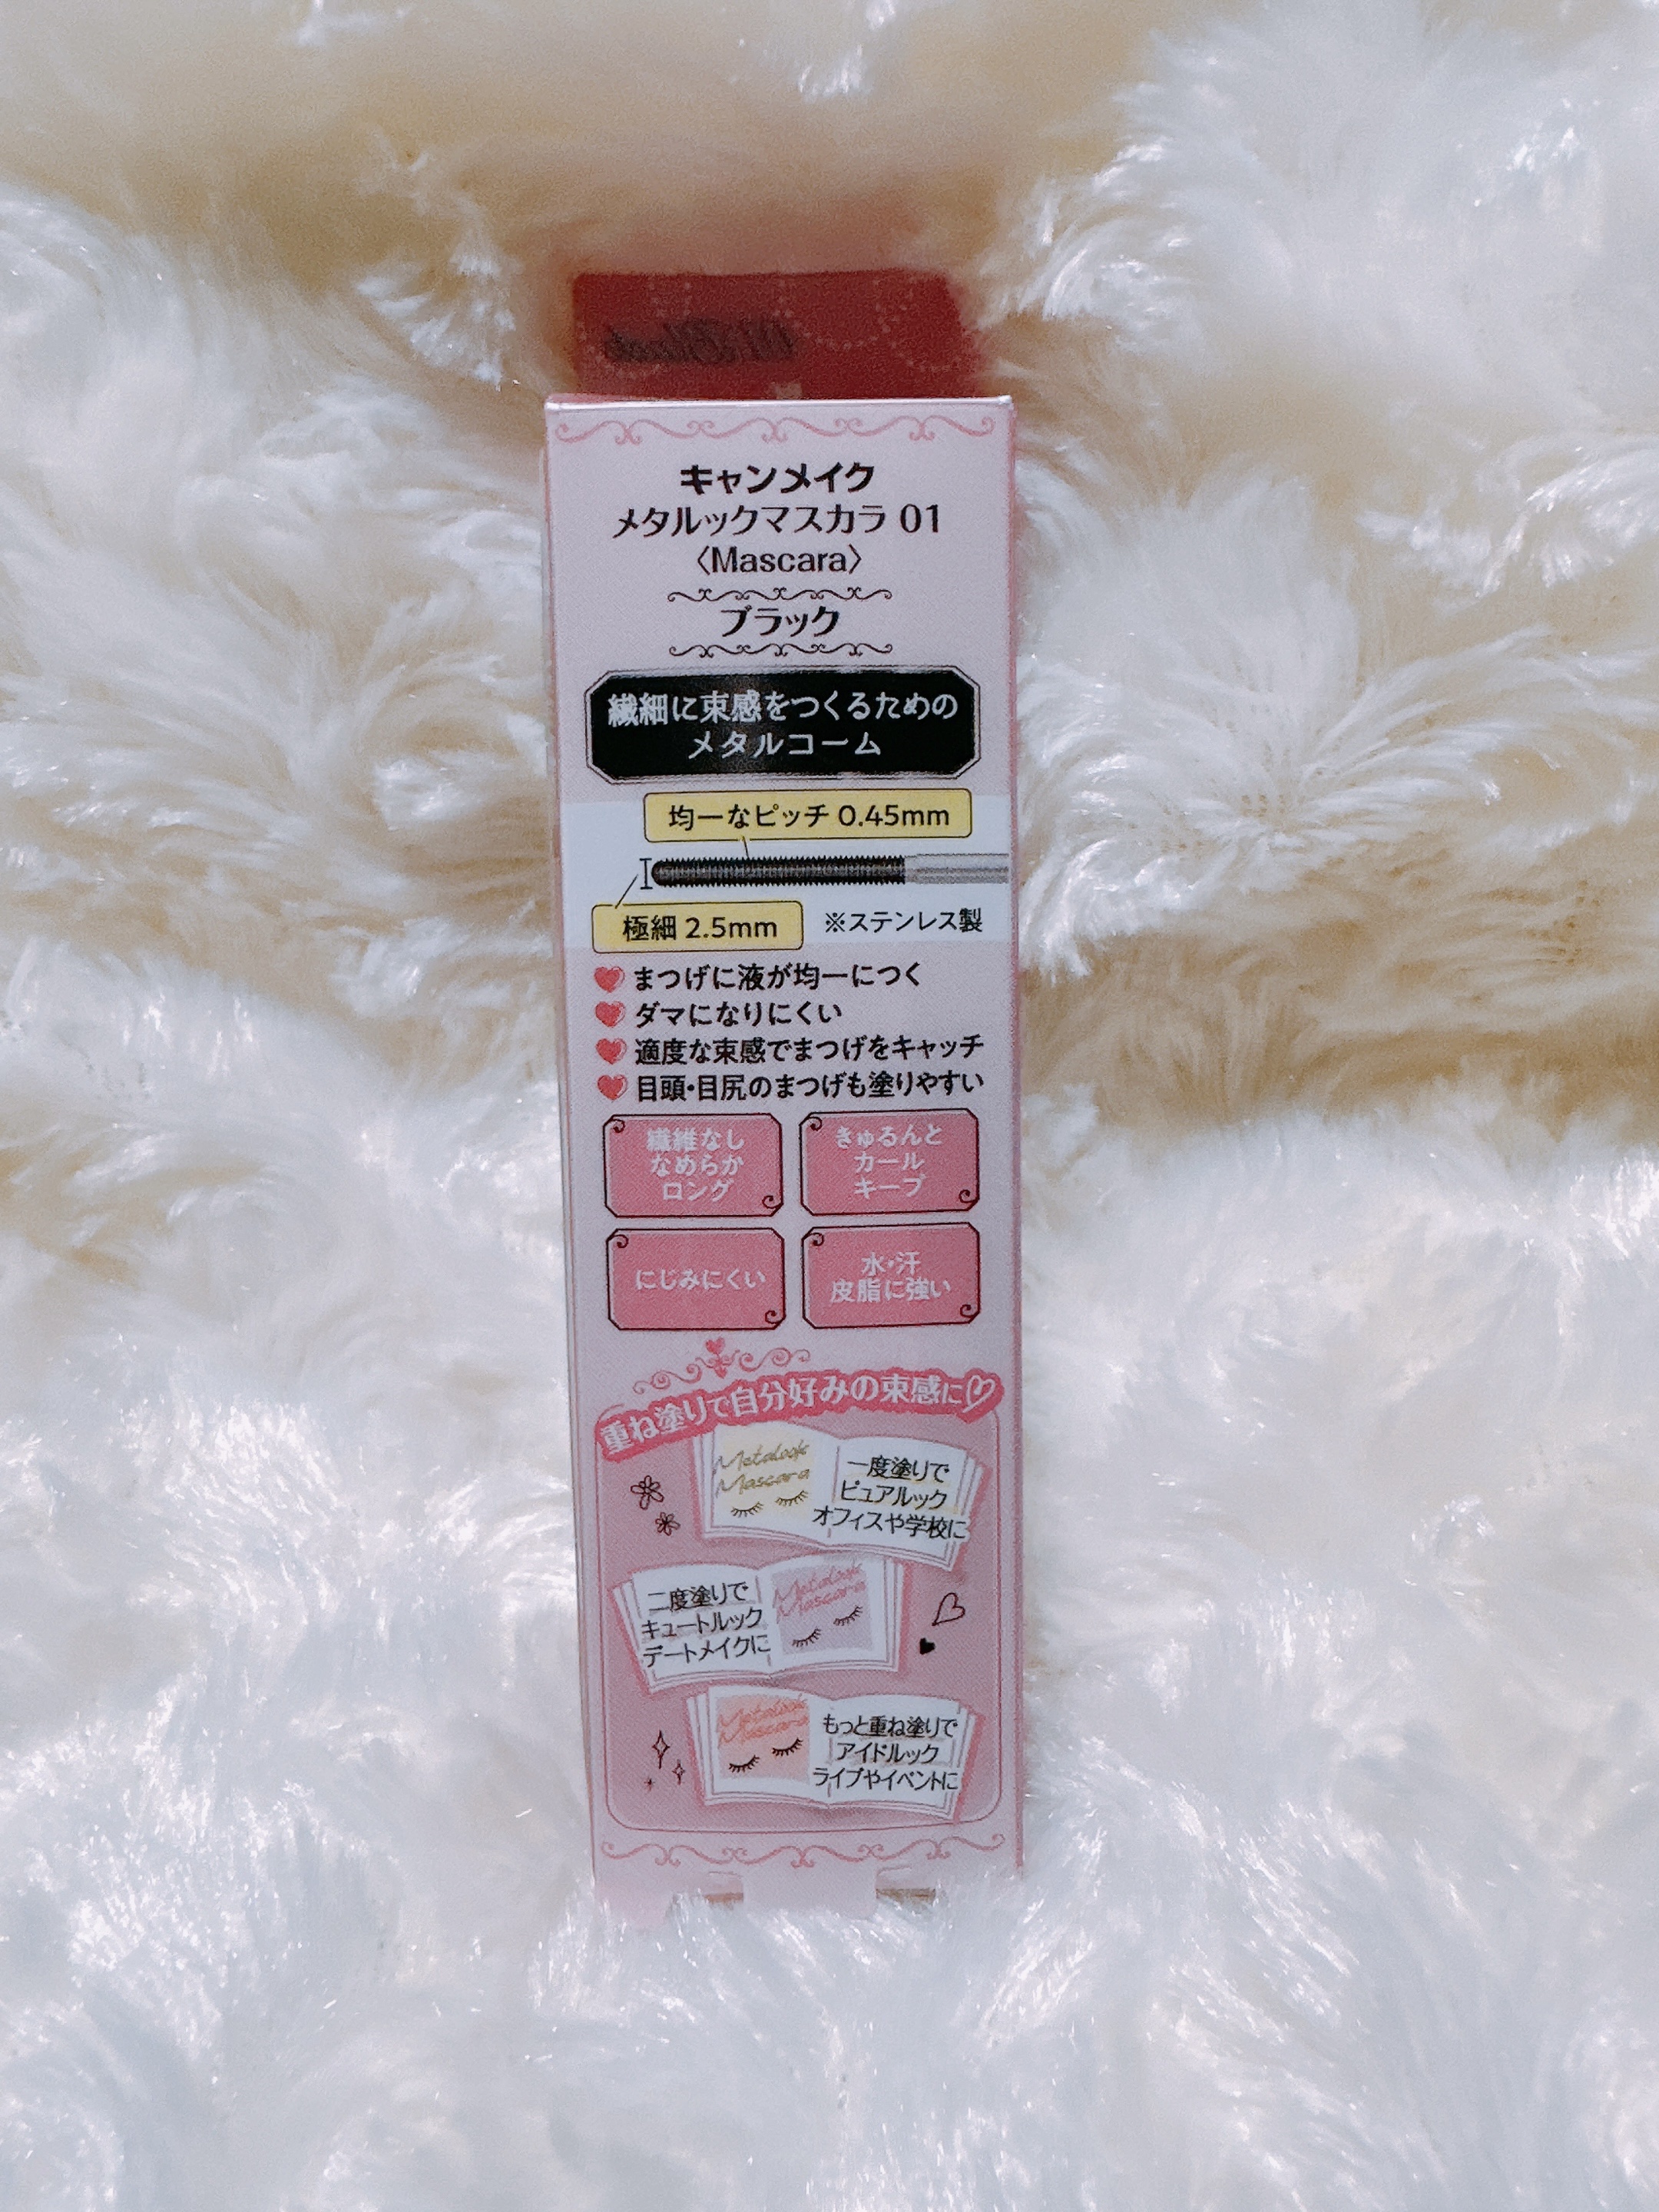 01 Black
キャンメイク
メタルックマスカラ 01
〈Mascara〉
ブラック
繊細に束感をつくるための
メタルコーム
均一なピッチ 0.45mm
極細 2.5mm
※ステンレス製
まつげに液が均一につく
ダマになりにくい
適度な束感でまつげをキャッチ
目頭・目尻のまつげも塗りやすい
繊維なし
なめらか
ロング
きゅるんと
カール
キープ
にじみにくい
水・汗
皮脂に強い
重ね塗りで自分好みの束感に♡
Metalook
Mascara
一度塗りで
ピュアルック
オフィスや学校に
二度塗りで
キュートルック
デートメイクに
Metalook
Mascara
Metalook
Mascara
もっと重ね塗りで
アイドルック
ライブやイベントに